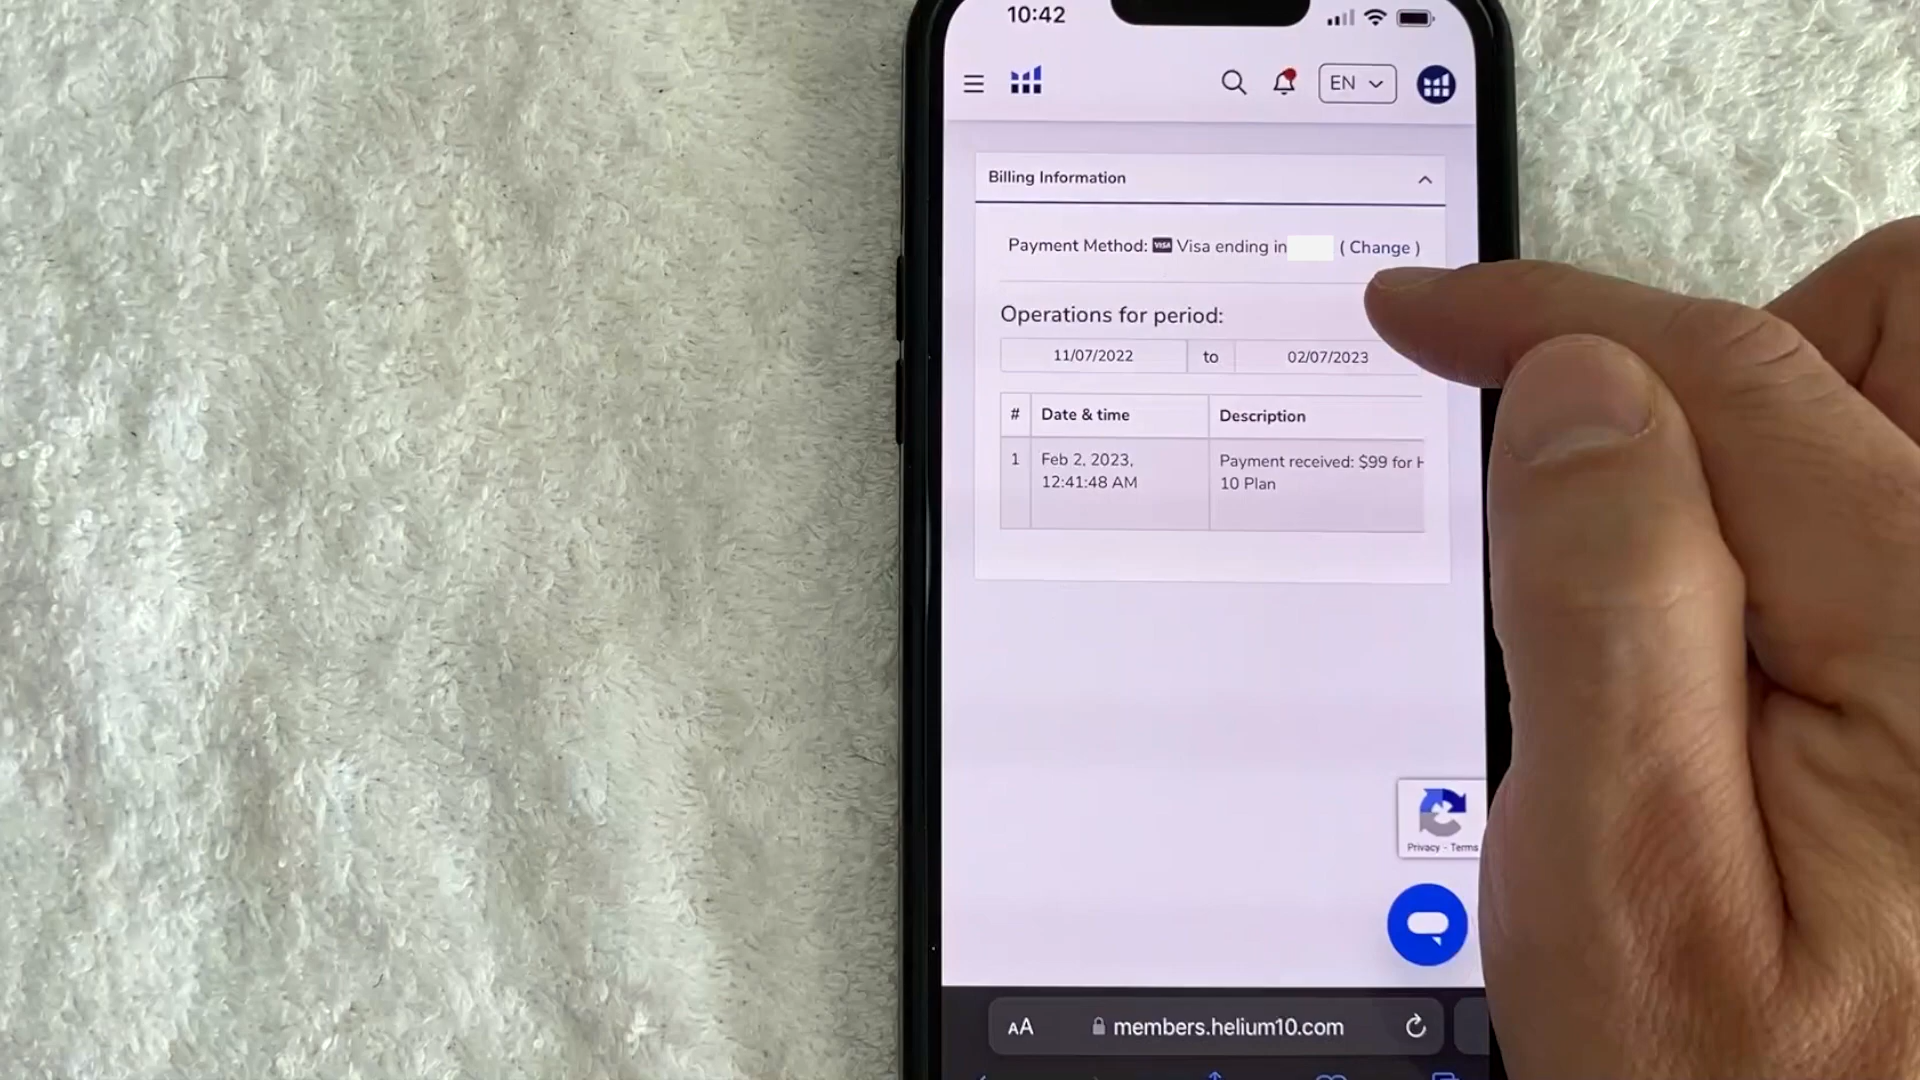 10:42
EN
Billing Information
Payment Method: VISA Visa ending in ( Change )
Operations for period:
11/07/2022 to 02/07/2023
# Date & time Description
1 Feb 2, 2023, Payment received: $99 for H
12:41:48 AM 10 Plan
Privacy - Terms
AA members.helium10.com